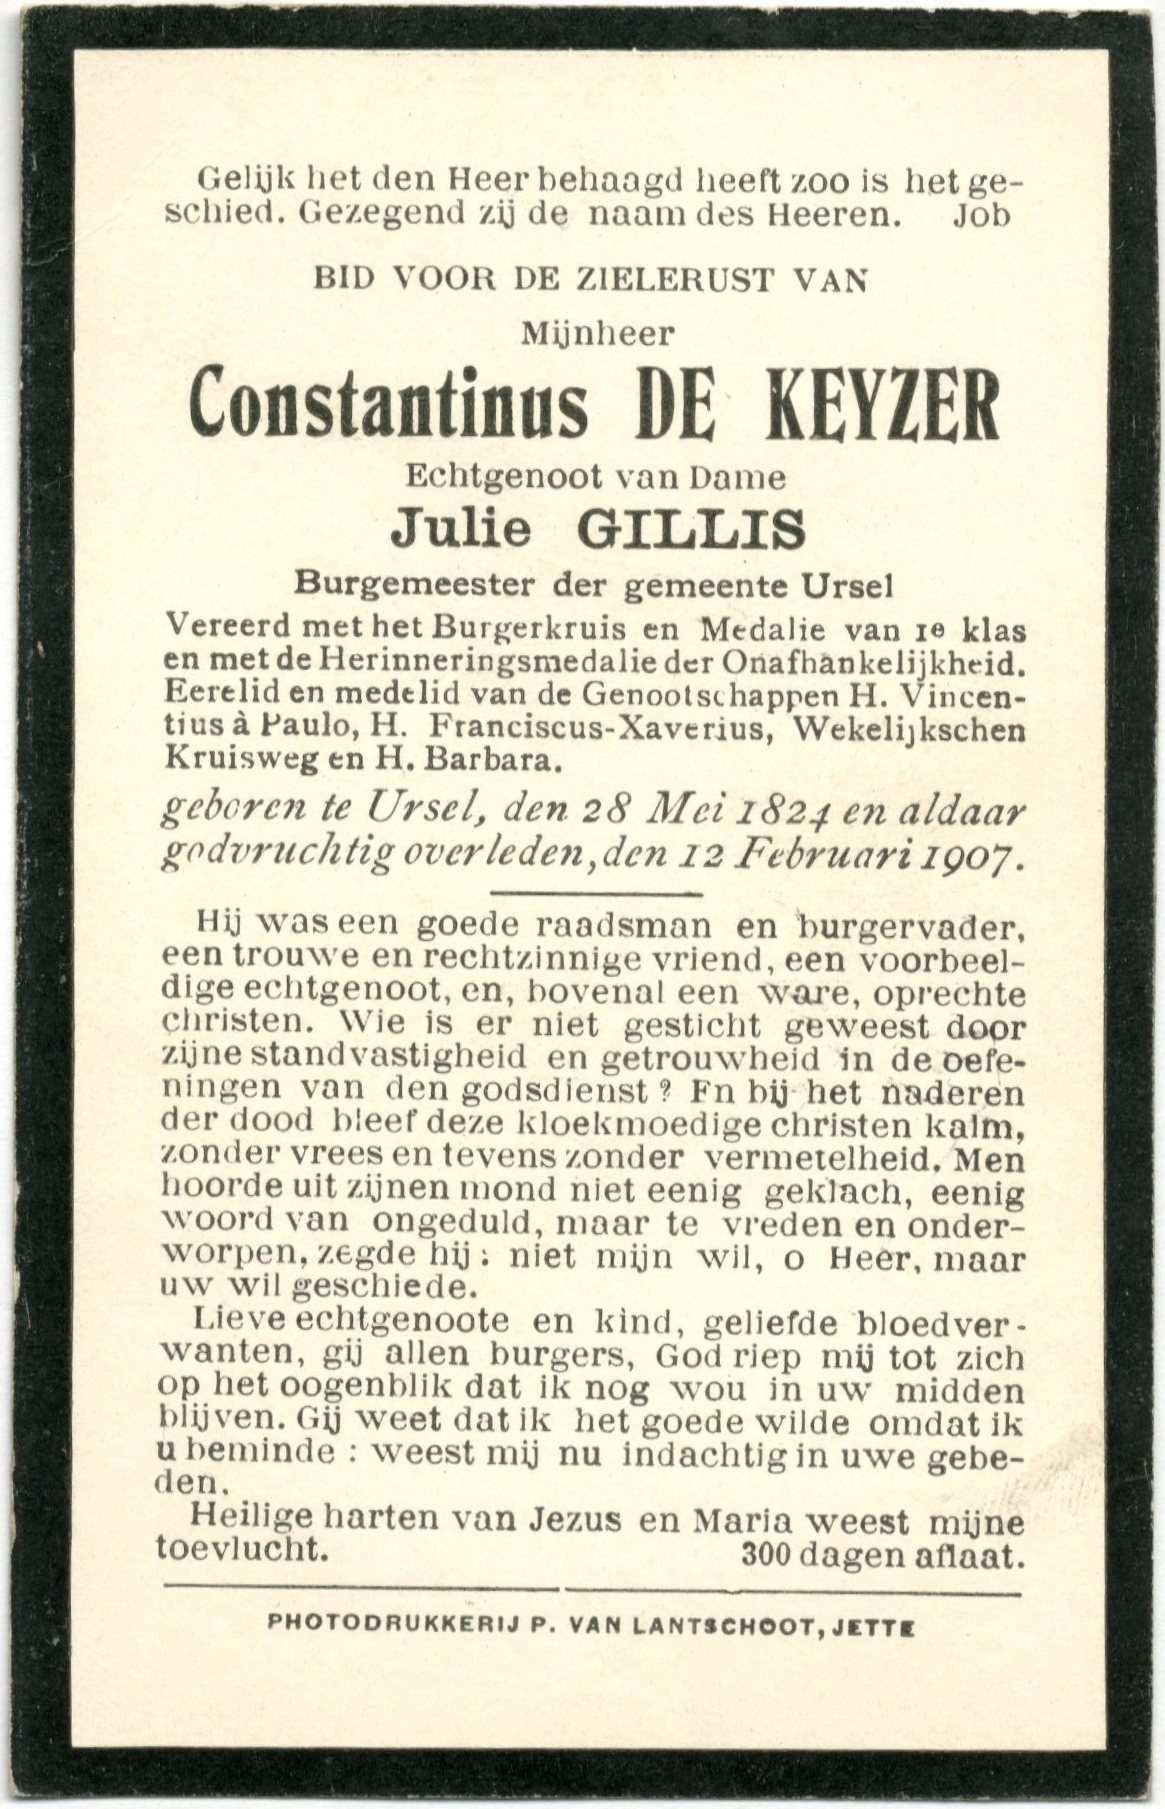 Gelijk het den Heer behaagd heeft zoo is het ge-
schied. Gezegend zij de naam des Heeren. Job
BID VOOR DE ZIELERUST VAN
Mijnheer
Constantinus DE KEYZER
Echtgenoot van Dame
Julie GILLIS
Burgemeester der gemeente Ursel
Vereerd met het Burgerkruis en Medalie van 1e klas
en met de Herinneringsmedalie der Onafhankelijkheid.
Eerelid en medelid van de Genootschappen H. Vincen-
tius à Paulo, H. Franciscus-Xaverius, Wekelijkschen
Kruisweg en H. Barbara.
geboren te Ursel, den 28 Mei 1824 en aldaar
godvruchtig overleden, den 12 Februari 1907.
Hij was een goede raadsman en burgervader,
een trouwe en rechtzinnige vriend, een voorbeel-
dige echtgenoot, en, bovenal een ware, oprechte
christen. Wie is er niet gesticht geweest door
zijne standvastigheid en getrouwheid in de oefe-
ningen van den godsdienst? En bij het naderen
der dood bleef deze kloekmoedige christen kalm,
zonder vrees en tevens zonder vermetelheid. Men
hoorde uit zijnen mond niet eenig geklach, eenig
woord van ongeduld, maar te vreden en onder-
worpen, zegde hij: niet mijn wil, o Heer, maar
uw wil geschiede.
Lieve echtgenoote en kind, geliefde bloedver-
wanten, gij allen burgers, God riep mij tot zich
op het oogenblik dat ik nog wou in uw midden
blijven. Gij weet dat ik het goede wilde omdat ik
u beminde : weest mij nu indachtig in uwe gebe-
den.
Heilige harten van Jezus en Maria weest mijne
toevlucht. 300 dagen aflaat.
PHOTODRUKKERIJ P. VAN LANTSCHOOT, JETTE